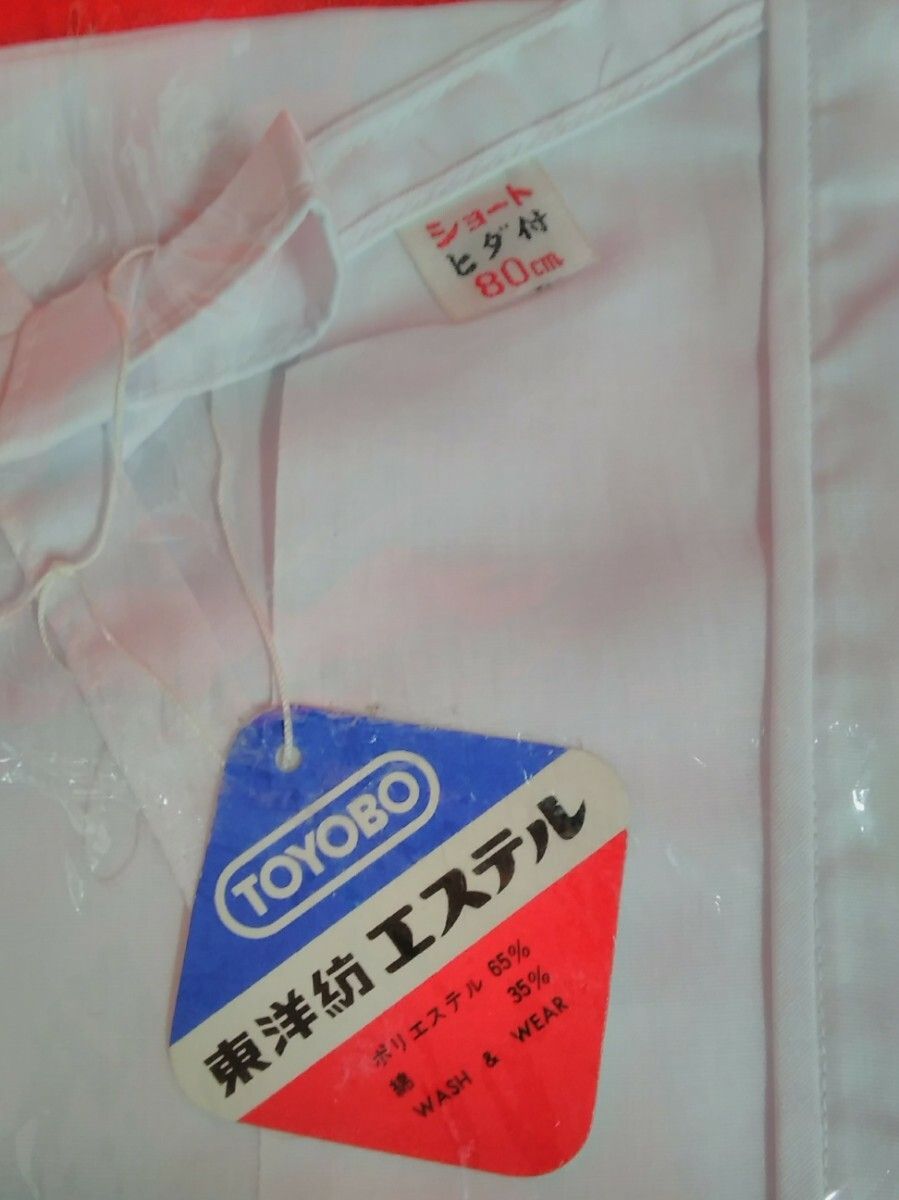 ショート
ヒダ付
80cm
TOYOBO
東洋紡エステル
ポリエステル 65%
綿 35%
WASH & WEAR